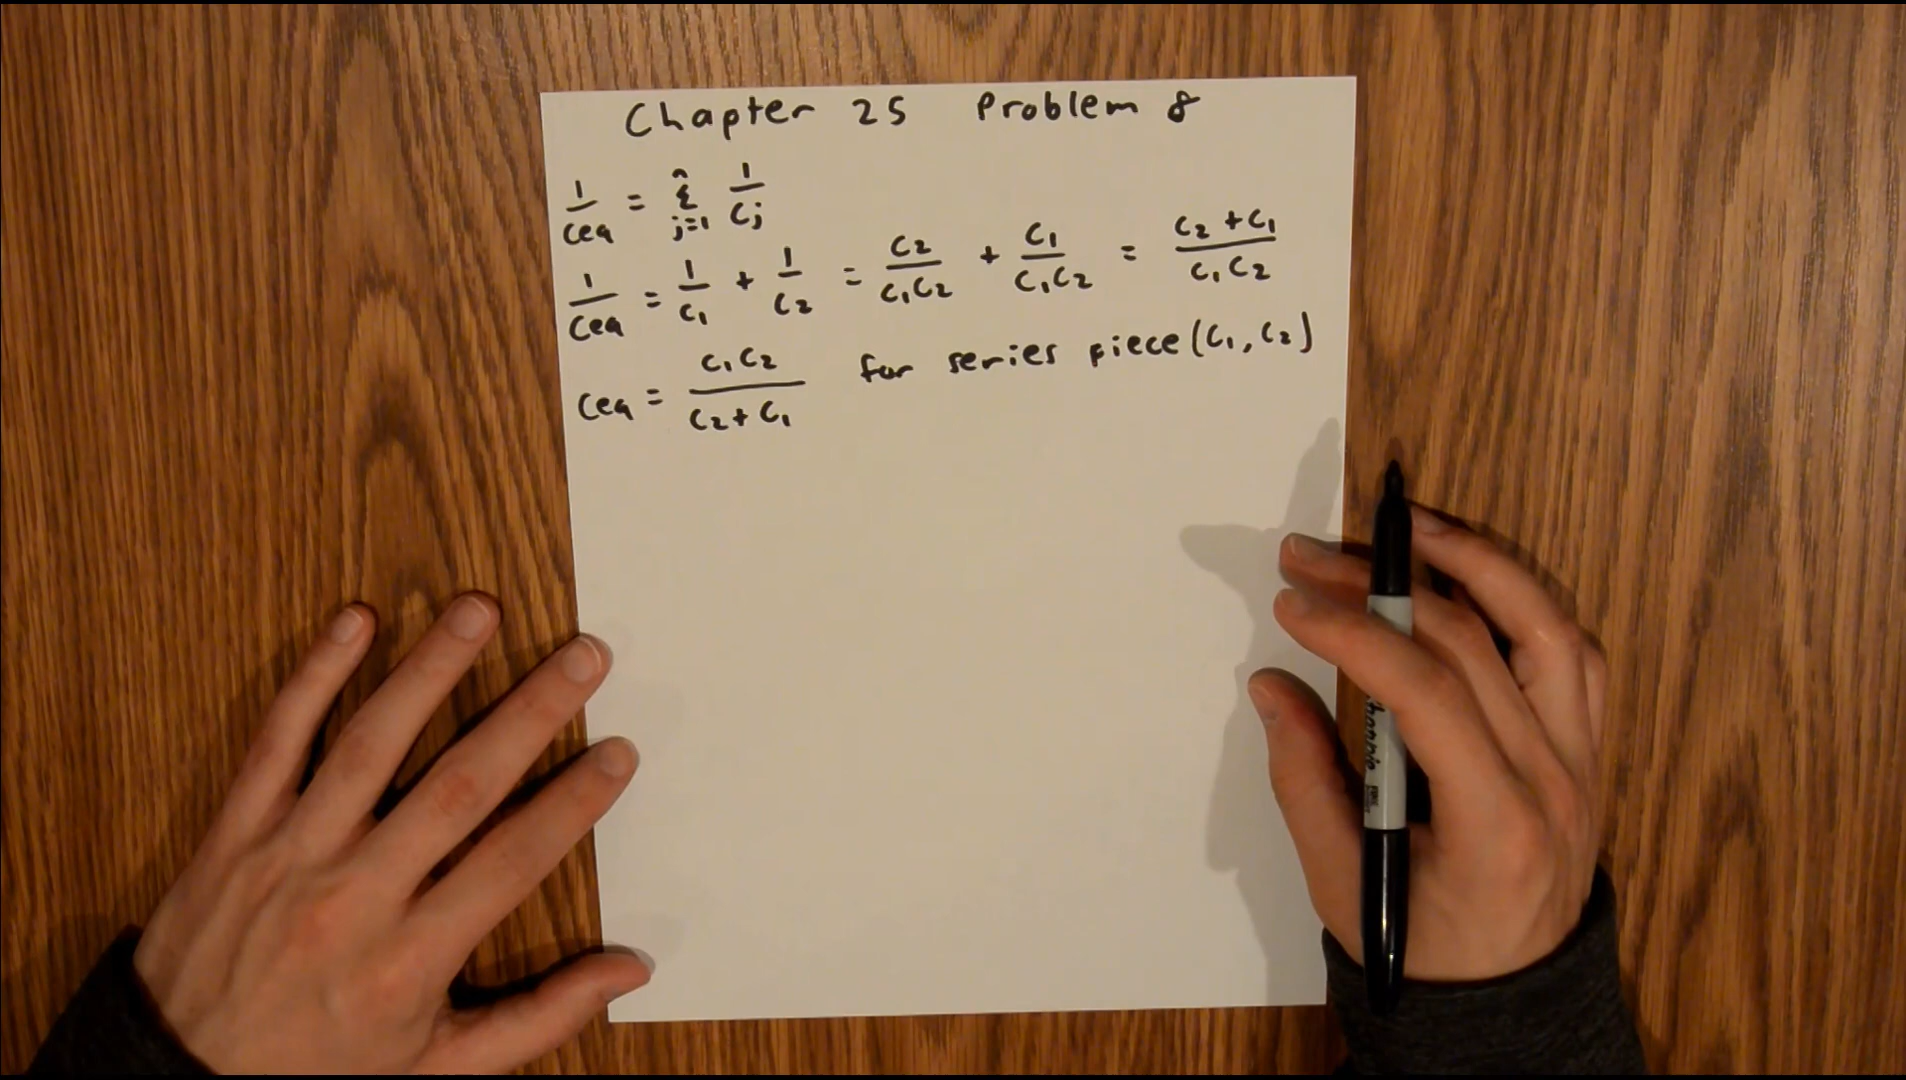 Chapter 25 Problem 8
1/Ceq = n Σ j=1 1/Cj
1/Ceq = 1/C₁ + 1/C₂ = C₂/C₁C₂ + C₁/C₁C₂ = C₂+C₁/C₁C₂
Ceq = C₁C₂/C₂+C₁ for series piece (C₁, C₂)
Sharpie